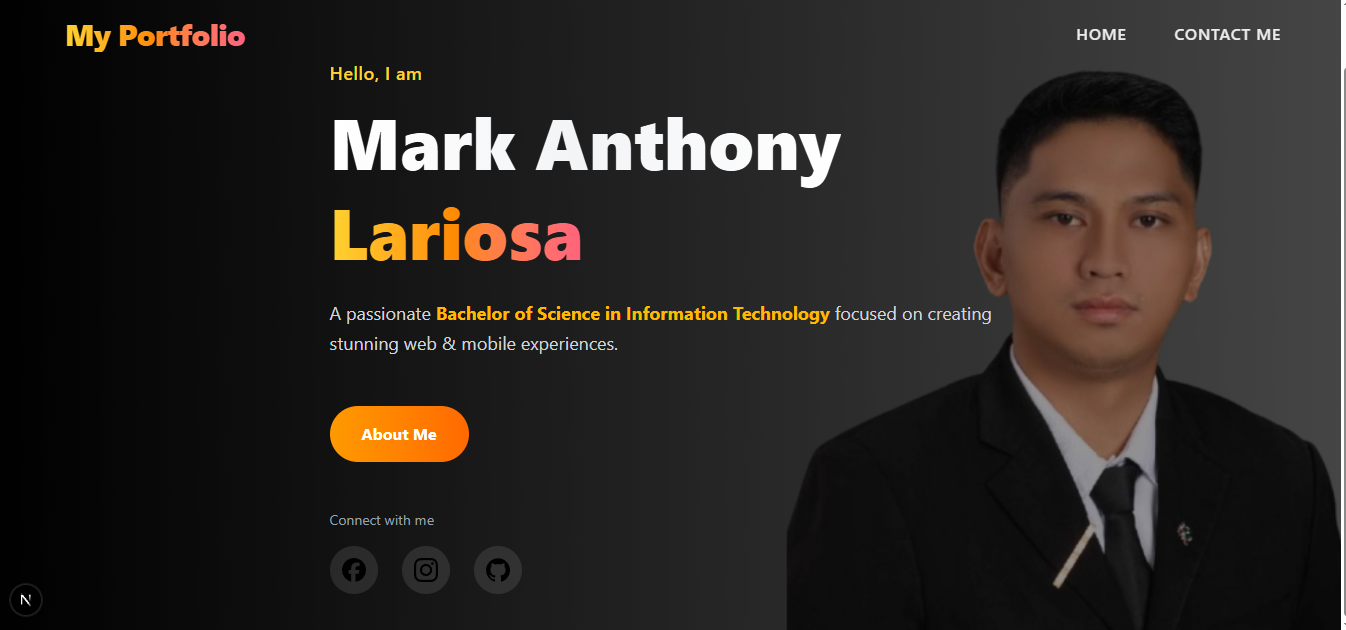 My Portfolio
HOME
CONTACT ME
Hello, I am
Mark Anthony
Lariosa
A passionate Bachelor of Science in Information Technology focused on creating
stunning web & mobile experiences.
About Me
Connect with me
N